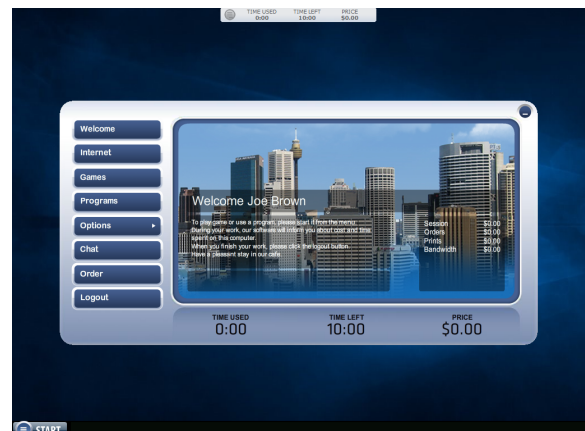 TIME USED TIME LEFT PRICE
0:00 10:00 $0.00
Welcome
Internet
Games
Programs
Options
Chat
Order
Logout
Welcome Joe Brown
To play game or use a program, please start it from the menu.
During your work, our software will inform you about cost and time
spent on this computer.
When you finish your work, please click the logout button.
Have a pleasant stay in our cafe.
Session $0.00
Orders $0.00
Prints $0.00
Bandwidth $0.00
TIME USED TIME LEFT PRICE
0:00 10:00 $0.00
START